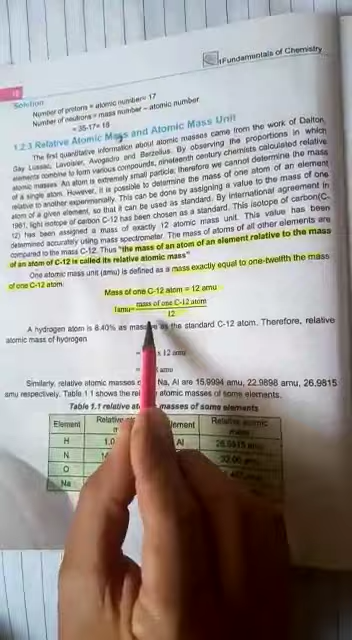 16
1Fundamentals of Chemistry
Solution
Number of protons = atomic number= 17
Number of neutrons = mass number – atomic number
= 35-17= 18
1.2.3 Relative Atomic Mass and Atomic Mass Unit
The first quantitative information about atomic masses came from the work of Dalton,
Gay Lussac, Lavoisier, Avogadro and Berzelius. By observing the proportions in which
elements combine to form various compounds, nineteenth century chemists calculated relative
atomic masses. An atom is extremely small particle; therefore we cannot determine the mass
of a single atom. However, it is possible to determine the mass of one atom of an element
relative to another experimentally. This can be done by assigning a value to the mass of one
atom of a given element, so that it can be used as standard. By international agreement in
1961, light isotope of carbon C-12 has been chosen as a standard. This isotope of carbon(C-
12) has been assigned a mass of exactly 12 atomic mass unit. This value has been
determined accurately using mass spectrometer. The mass of atoms of all other elements are
compared to the mass C-12. Thus "the mass of an atom of an element relative to the mass
of an atom of C-12 is called its relative atomic mass"
One atomic mass unit (amu) is defined as a mass exactly equal to one-twelfth the mass
of one C-12 atom.
Mass of one C-12 atom = 12 amu
1amu= mass of one C-12 atom
12
A hydrogen atom is 8.40% as massive as the standard C-12 atom. Therefore, relative
atomic mass of hydrogen
= x 12 amu
= amu
Similarly, relative atomic masses Na, Al are 15.9994, 22.9898, 26.9815
amu respectively. Table 1.1 shows the atomic masses of some elements.
Table 1.1 relative masses of some elements
Element Relative Relative atomic
mass
H 1.0 Al 26.9815 amu
N
O
Na